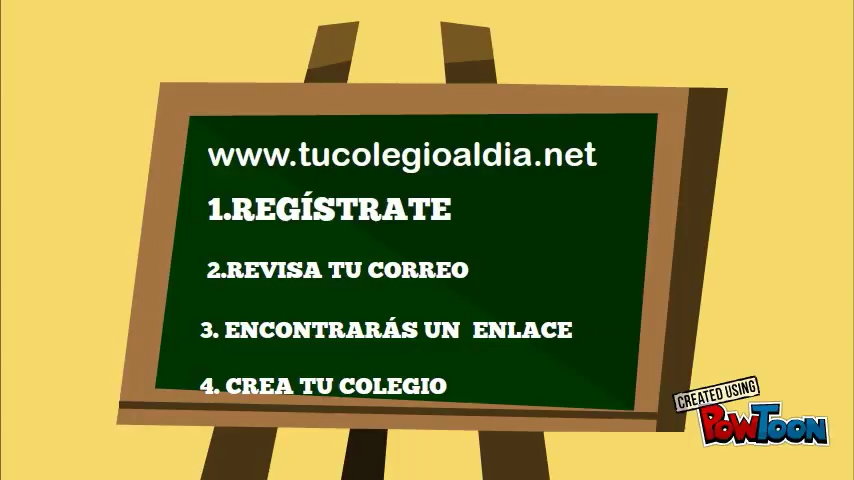 www.tucolegioaldia.net
1.REGÍSTRATE
2.REVISA TU CORREO
3. ENCONTRARÁS UN  ENLACE
4. CREA TU COLEGIO
CREATED USING
POWTOON